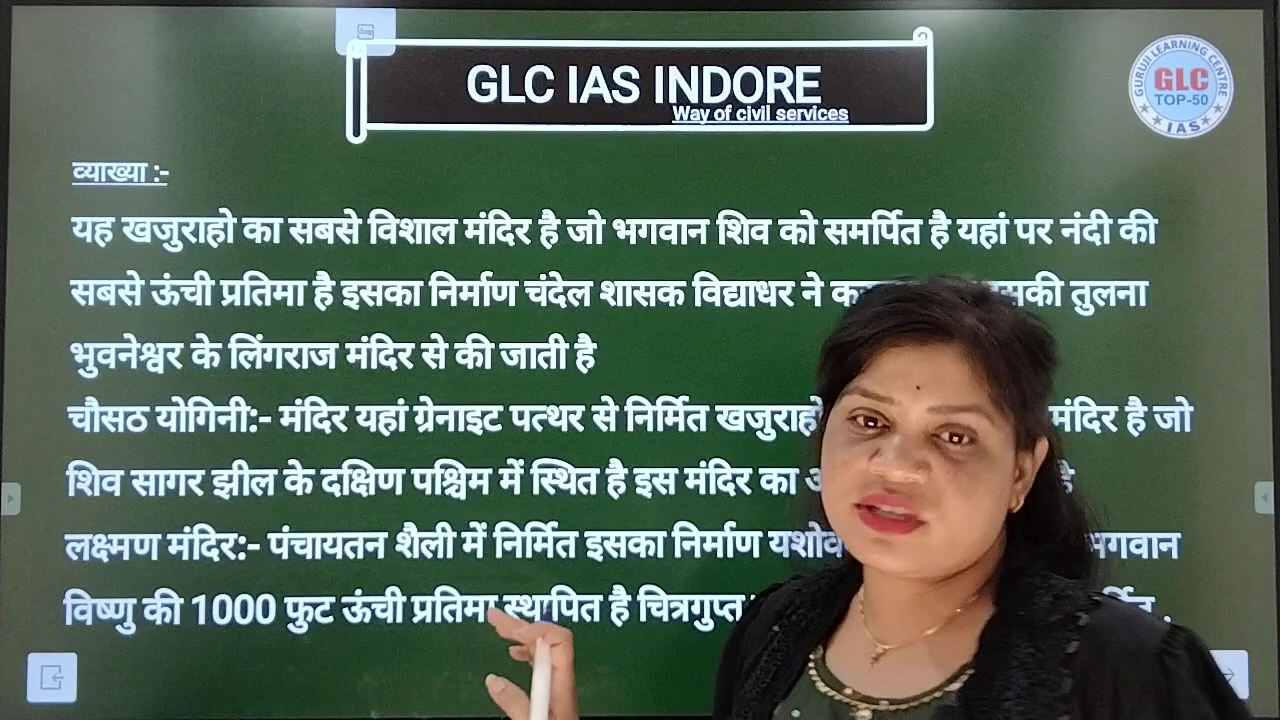 GLC IAS INDORE
Way of civil services
GURUJI LEARNING CENTRE
GLC
TOP-50
IAS
व्याख्या :-
यह खजुराहो का सबसे विशाल मंदिर है जो भगवान शिव को समर्पित है यहां पर नंदी की
सबसे ऊंची प्रतिमा है इसका निर्माण चंदेल शासक विद्याधर ने तुलना
भुवनेश्वर के लिंगराज मंदिर से की जाती है
चौसठ योगिनी:- मंदिर यहां ग्रेनाइट पत्थर से निर्मित खजुराहो मंदिर है जो
शिव सागर झील के दक्षिण पश्चिम में स्थित है इस मंदिर का है
लक्ष्मण मंदिर:- पंचायतन शैली में निर्मित इसका निर्माण भगवान
विष्णु की 1000 फुट ऊंची प्रतिमा स्थापित है चित्रगुप्त